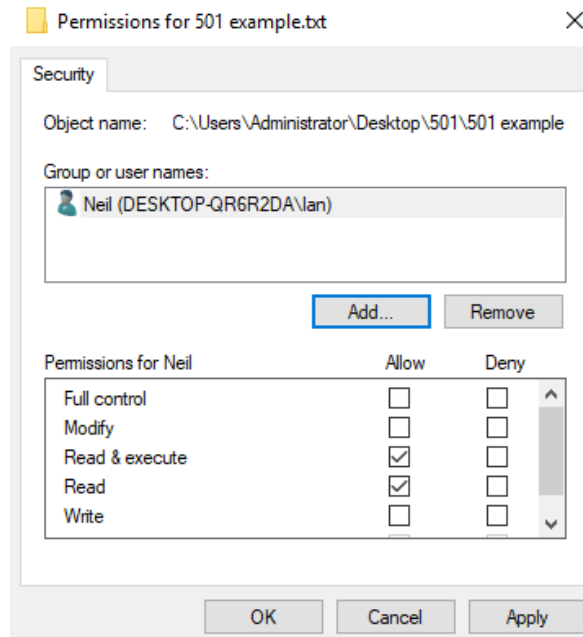 Permissions for 501 example.txt
Security
Object name: C:\Users\Administrator\Desktop\501\501 example
Group or user names:
Neil (DESKTOP-QR6R2DA\Ian)
Add... Remove
Permissions for Neil Allow Deny
Full control
Modify
Read & execute
Read
Write
OK Cancel Apply